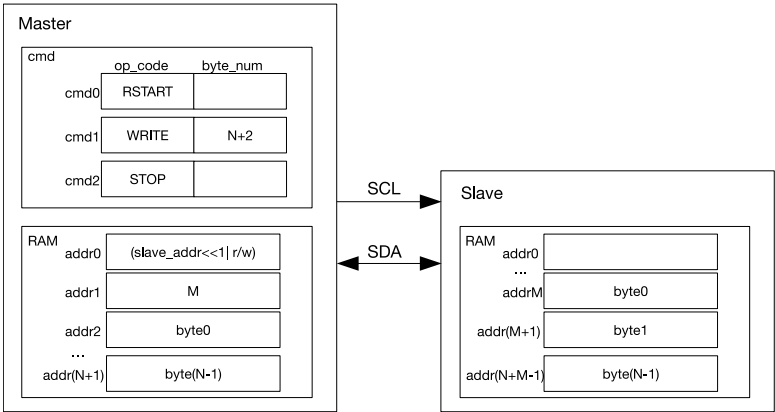 Master
cmd
op_code byte_num
cmd0 RSTART
cmd1 WRITE N+2
cmd2 STOP
RAM
addr0 (slave_addr<<1| r/w)
addr1 M
addr2 byte0
...
addr(N+1) byte(N-1)
SCL
SDA
Slave
RAM
addr0
...
addrM byte0
addr(M+1) byte1
addr(N+M-1) byte(N-1)